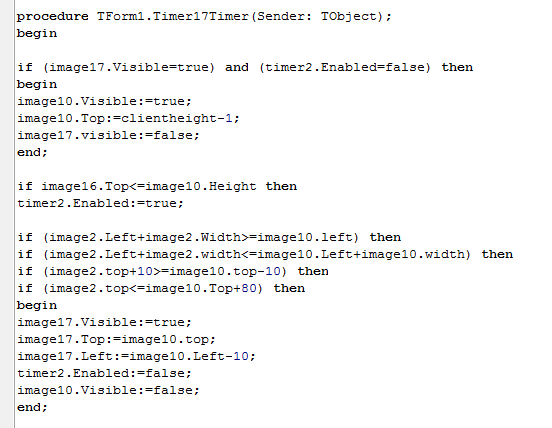 procedure TForm1.Timer17Timer(Sender: TObject);
begin
if (image17.Visible=true) and (timer2.Enabled=false) then
begin
image10.Visible:=true;
image10.Top:=clientheight-1;
image17.visible:=false;
end;
if image16.Top<=image10.Height then
timer2.Enabled:=true;
if (image2.Left+image2.Width>=image10.left) then
if (image2.Left+image2.width<=image10.Left+image10.width) then
if (image2.top+10>=image10.top-10) then
if (image2.top<=image10.Top+80) then
begin
image17.Visible:=true;
image17.Top:=image10.top;
image17.Left:=image10.Left-10;
timer2.Enabled:=false;
image10.Visible:=false;
end;